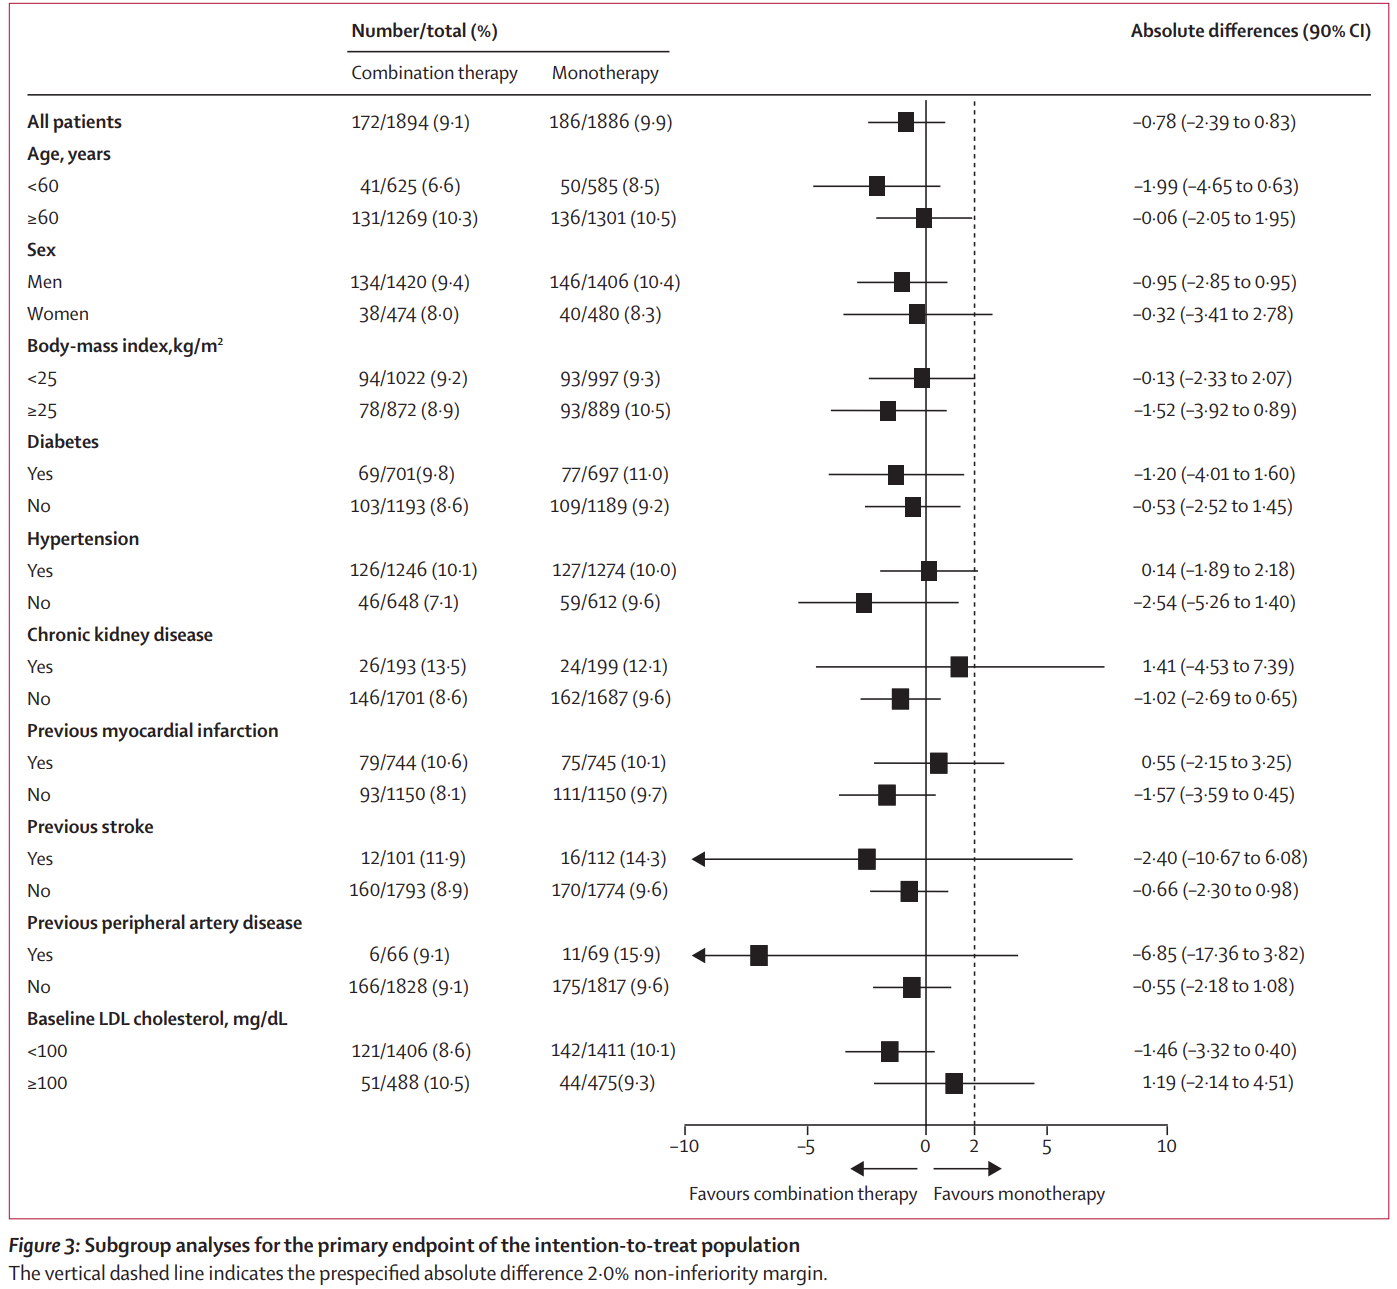 Number/total (%) Absolute differences (90% CI)
Combination therapy Monotherapy
All patients 172/1894 (9·1) 186/1886 (9·9) –0·78 (–2·39 to 0·83)
Age, years
<60 41/625 (6·6) 50/585 (8·5) –1·99 (–4·65 to 0·63)
≥60 131/1269 (10·3) 136/1301 (10·5) –0·06 (–2·05 to 1·95)
Sex
Men 134/1420 (9·4) 146/1406 (10·4) –0·95 (–2·85 to 0·95)
Women 38/474 (8·0) 40/480 (8·3) –0·32 (–3·41 to 2·78)
Body-mass index,kg/m²
<25 94/1022 (9·2) 93/997 (9·3) –0·13 (–2·33 to 2·07)
≥25 78/872 (8·9) 93/889 (10·5) –1·52 (–3·92 to 0·89)
Diabetes
Yes 69/701(9·8) 77/697 (11·0) –1·20 (–4·01 to 1·60)
No 103/1193 (8·6) 109/1189 (9·2) –0·53 (–2·52 to 1·45)
Hypertension
Yes 126/1246 (10·1) 127/1274 (10·0) 0·14 (–1·89 to 2·18)
No 46/648 (7·1) 59/612 (9·6) –2·54 (–5·26 to 1·40)
Chronic kidney disease
Yes 26/193 (13·5) 24/199 (12·1) 1·41 (–4·53 to 7·39)
No 146/1701 (8·6) 162/1687 (9·6) –1·02 (–2·69 to 0·65)
Previous myocardial infarction
Yes 79/744 (10·6) 75/745 (10·1) 0·55 (–2·15 to 3·25)
No 93/1150 (8·1) 111/1150 (9·7) –1·57 (–3·59 to 0·45)
Previous stroke
Yes 12/101 (11·9) 16/112 (14·3) –2·40 (–10·67 to 6·08)
No 160/1793 (8·9) 170/1774 (9·6) –0·66 (–2·30 to 0·98)
Previous peripheral artery disease
Yes 6/66 (9·1) 11/69 (15·9) –6·85 (–17·36 to 3·82)
No 166/1828 (9·1) 175/1817 (9·6) –0·55 (–2·18 to 1·08)
Baseline LDL cholesterol, mg/dL
<100 121/1406 (8·6) 142/1411 (10·1) –1·46 (–3·32 to 0·40)
≥100 51/488 (10·5) 44/475(9·3) 1·19 (–2·14 to 4·51)
–10 –5 0 2 5 10
Favours combination therapy Favours monotherapy
Figure 3: Subgroup analyses for the primary endpoint of the intention-to-treat population
The vertical dashed line indicates the prespecified absolute difference 2·0% non-inferiority margin.